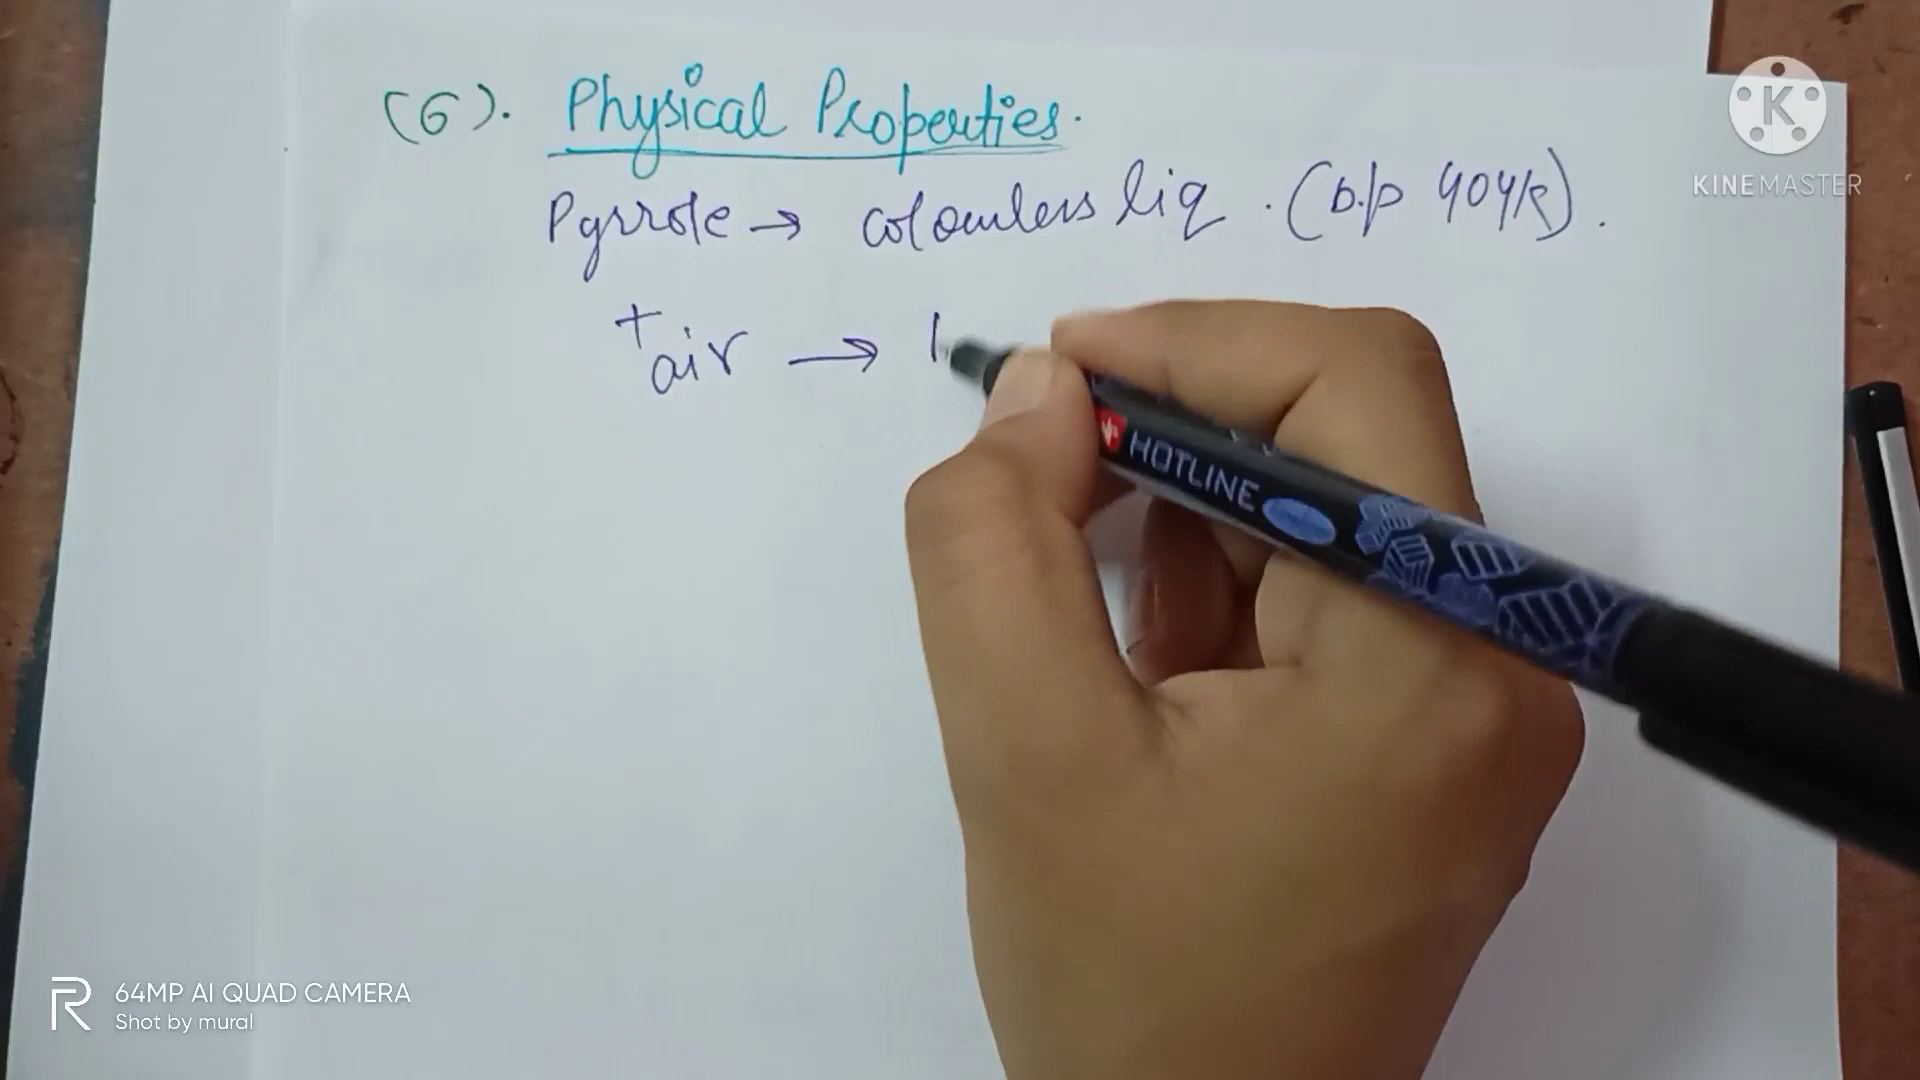 (6). Physical Properties.
Pyrrole → colourless liq. (b.p 404K).
+ air →
HOTLINE
K
KINEMASTER
R 64MP AI QUAD CAMERA
Shot by mural